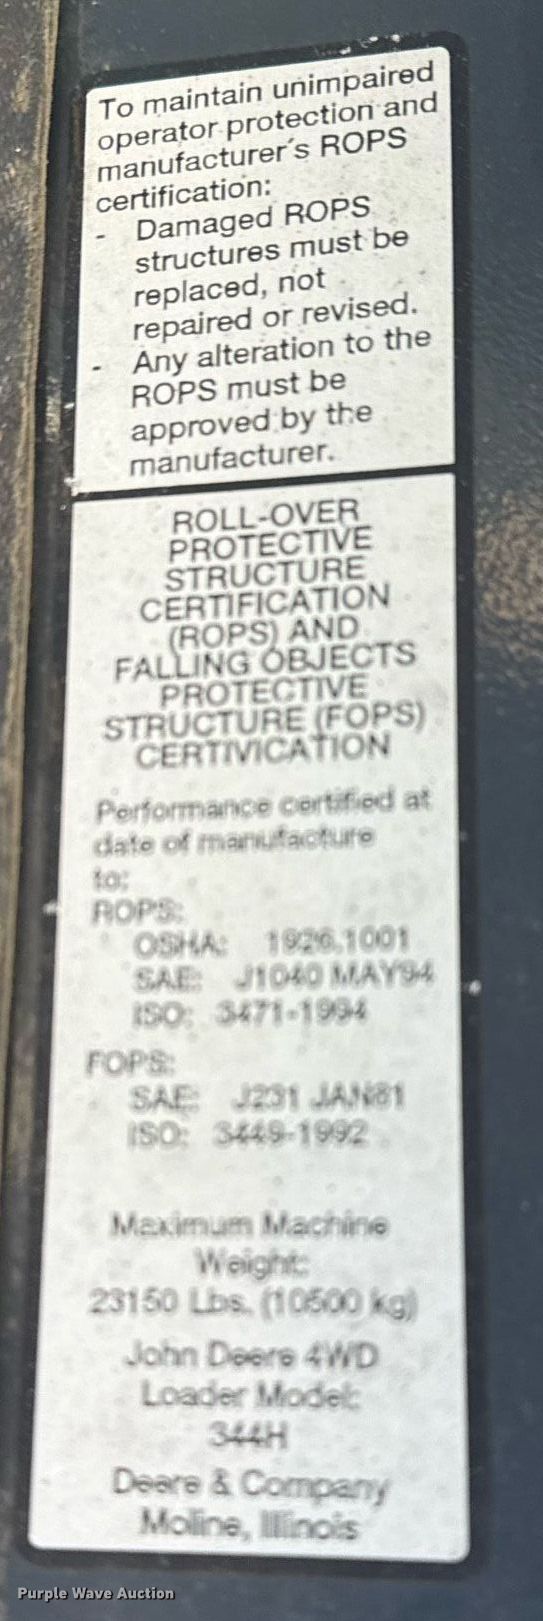 To maintain unimpaired
operator protection and
manufacturer's ROPS
certification:
- Damaged ROPS
structures must be
replaced, not
repaired or revised.
- Any alteration to the
ROPS must be
approved by the
manufacturer.
ROLL-OVER
PROTECTIVE
STRUCTURE
CERTIFICATION
(ROPS) AND
FALLING OBJECTS
PROTECTIVE
STRUCTURE (FOPS)
CERTIVICATION
Performance certified at
date of manufacture
to:
ROPS:
OSHA: 1926.1001
SAE: J1040 MAY94
ISO: 3471-1994
FOPS:
SAE: J231 JAN81
ISO: 3449-1992
Maximum Machine
Weight:
23150 Lbs. (10500 kg)
John Deere 4WD
Loader Model:
344H
Deere & Company
Moline, Illinois
Purple Wave Auction